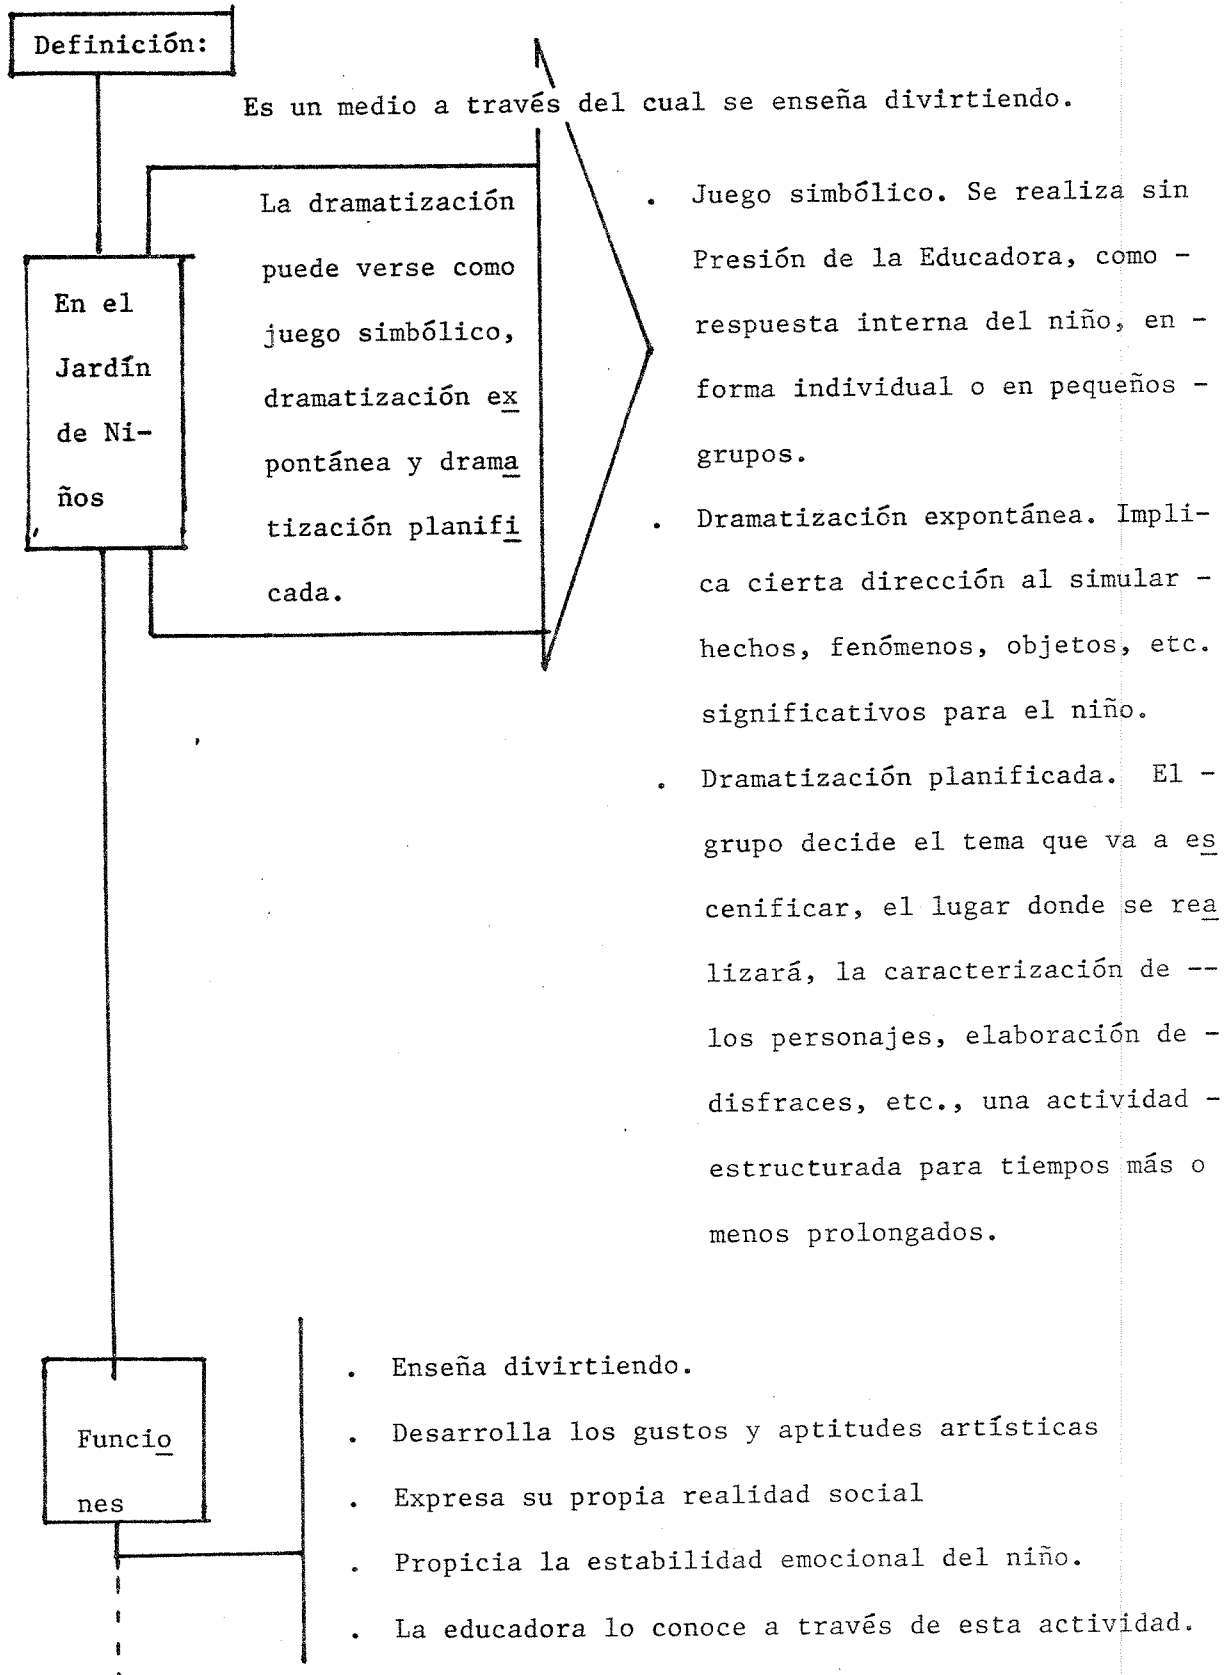 Definición:
Es un medio a través del cual se enseña divirtiendo.
En el
Jardín
de Ni-
ños
La dramatización
puede verse como
juego simbólico,
dramatización ex
pontánea y drama
tización planifi
cada.
. Juego simbólico. Se realiza sin
Presión de la Educadora, como -
respuesta interna del niño, en -
forma individual o en pequeños -
grupos.
. Dramatización expontánea. Impli-
ca cierta dirección al simular -
hechos, fenómenos, objetos, etc.
significativos para el niño.
. Dramatización planificada. El -
grupo decide el tema que va a es
cenificar, el lugar donde se rea
lizará, la caracterización de --
los personajes, elaboración de -
disfraces, etc., una actividad -
estructurada para tiempos más o
menos prolongados.
Funcio
nes
. Enseña divirtiendo.
. Desarrolla los gustos y aptitudes artísticas
. Expresa su propia realidad social
. Propicia la estabilidad emocional del niño.
. La educadora lo conoce a través de esta actividad.